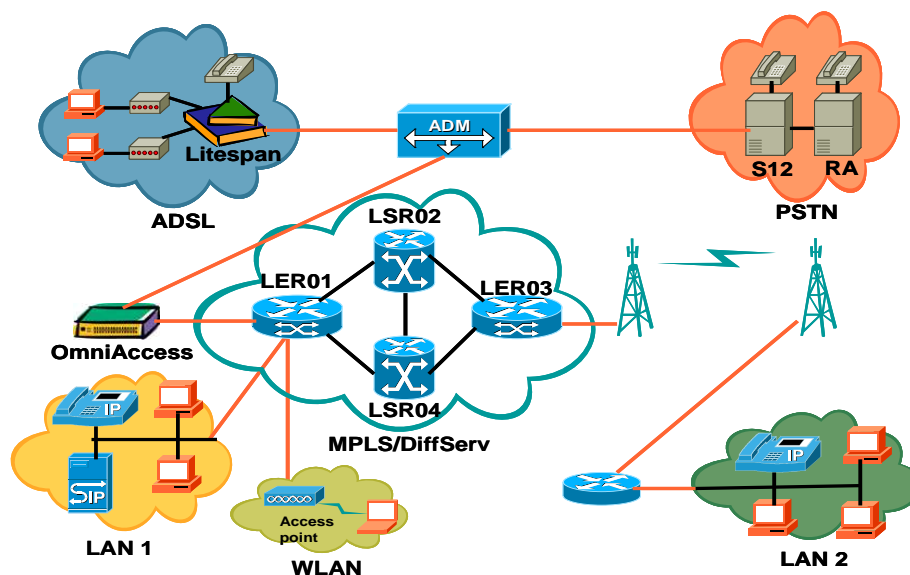 ADM
Litespan
S12
RA
ADSL
PSTN
LSR02
LER01
LER03
OmniAccess
LSR04
IP
MPLS/DiffServ
IP
SIP
Access
point
LAN 1
WLAN
LAN 2